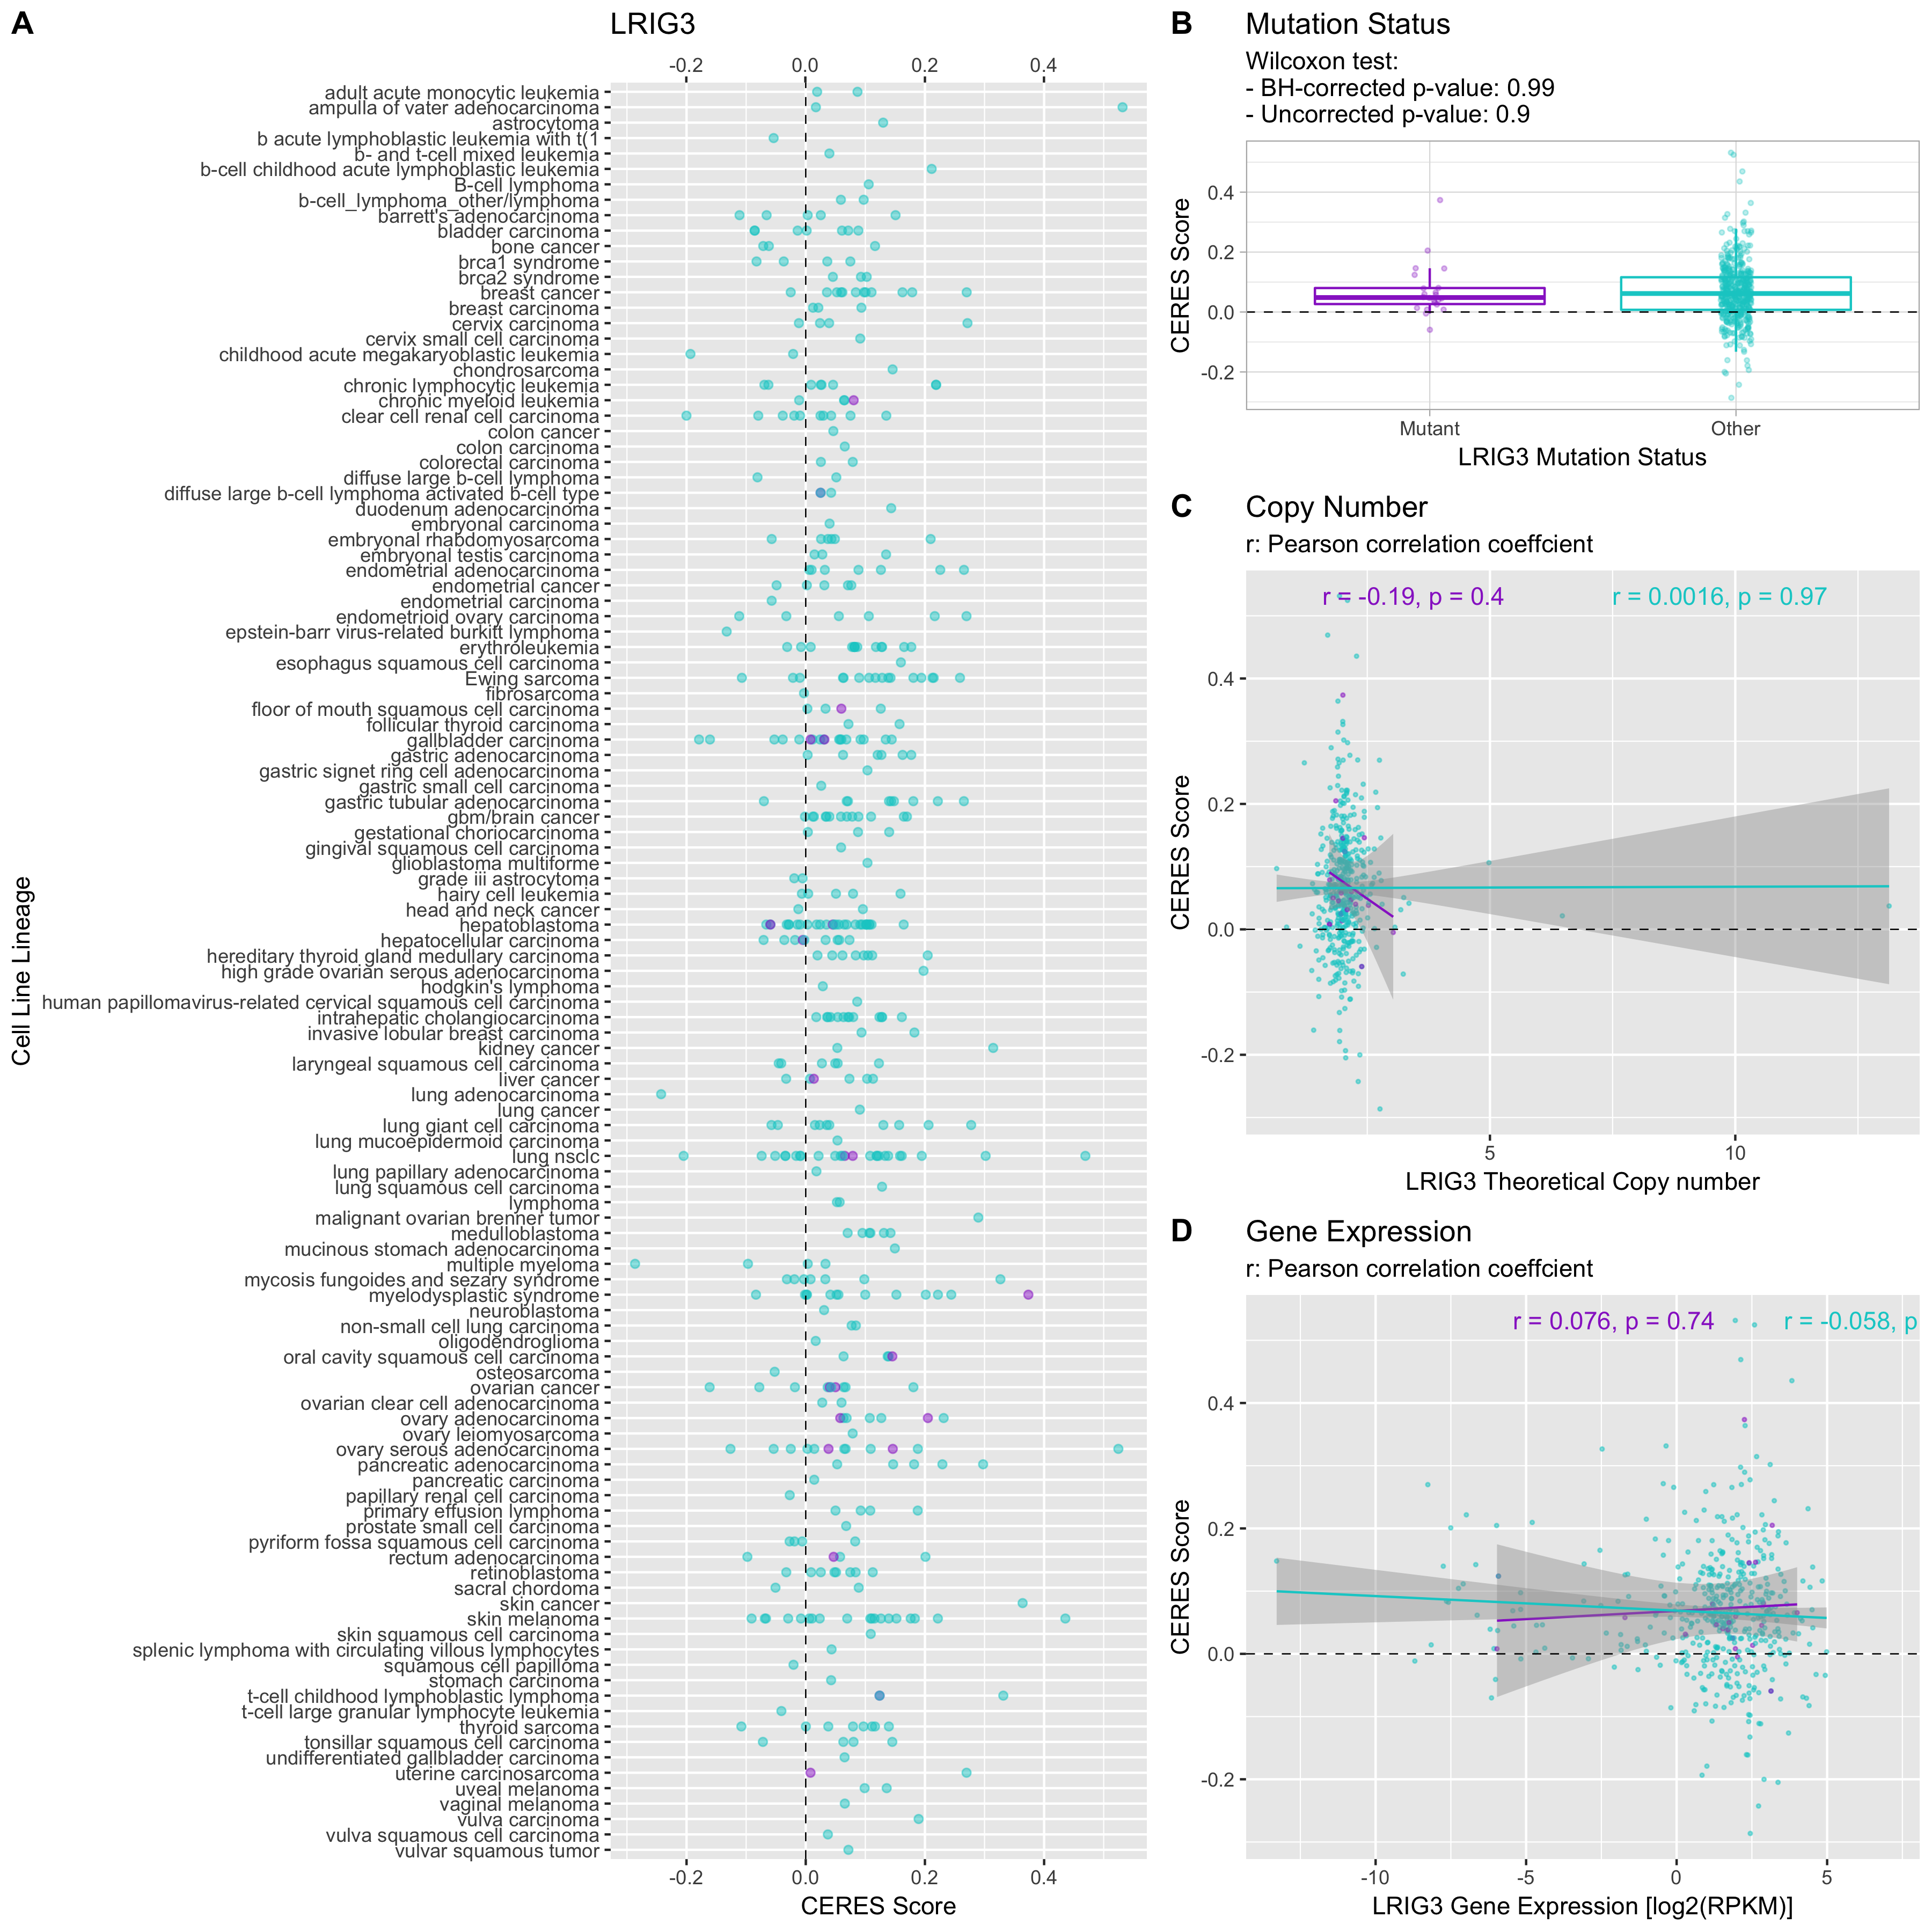 A
LRIG3
-0.2 0.0 0.2 0.4
adult acute monocytic leukemia
ampulla of vater adenocarcinoma
astrocytoma
b acute lymphoblastic leukemia with t(1
b- and t-cell mixed leukemia
b-cell childhood acute lymphoblastic leukemia
B-cell lymphoma
b-cell_lymphoma_other/lymphoma
barrett's adenocarcinoma
bladder carcinoma
bone cancer
brca1 syndrome
brca2 syndrome
breast cancer
breast carcinoma
cervix carcinoma
cervix small cell carcinoma
childhood acute megakaryoblastic leukemia
chondrosarcoma
chronic lymphocytic leukemia
chronic myeloid leukemia
clear cell renal cell carcinoma
colon cancer
colon carcinoma
colorectal carcinoma
diffuse large b-cell lymphoma
diffuse large b-cell lymphoma activated b-cell type
duodenum adenocarcinoma
embryonal carcinoma
embryonal rhabdomyosarcoma
embryonal testis carcinoma
endometrial adenocarcinoma
endometrial cancer
endometrial carcinoma
endometrioid ovary carcinoma
epstein-barr virus-related burkitt lymphoma
erythroleukemia
esophagus squamous cell carcinoma
Ewing sarcoma
fibrosarcoma
floor of mouth squamous cell carcinoma
follicular thyroid carcinoma
gallbladder carcinoma
gastric adenocarcinoma
gastric signet ring cell adenocarcinoma
gastric small cell carcinoma
gastric tubular adenocarcinoma
gbm/brain cancer
gestational choriocarcinoma
gingival squamous cell carcinoma
glioblastoma multiforme
grade iii astrocytoma
hairy cell leukemia
head and neck cancer
hepatoblastoma
hepatocellular carcinoma
hereditary thyroid gland medullary carcinoma
high grade ovarian serous adenocarcinoma
hodgkin's lymphoma
human papillomavirus-related cervical squamous cell carcinoma
intrahepatic cholangiocarcinoma
invasive lobular breast carcinoma
kidney cancer
laryngeal squamous cell carcinoma
liver cancer
lung adenocarcinoma
lung cancer
lung giant cell carcinoma
lung mucoepidermoid carcinoma
lung nsclc
lung papillary adenocarcinoma
lung squamous cell carcinoma
lymphoma
malignant ovarian brenner tumor
medulloblastoma
mucinous stomach adenocarcinoma
multiple myeloma
mycosis fungoides and sezary syndrome
myelodysplastic syndrome
neuroblastoma
non-small cell lung carcinoma
oligodendroglioma
oral cavity squamous cell carcinoma
osteosarcoma
ovarian cancer
ovarian clear cell adenocarcinoma
ovary adenocarcinoma
ovary leiomyosarcoma
ovary serous adenocarcinoma
pancreatic adenocarcinoma
pancreatic carcinoma
papillary renal cell carcinoma
primary effusion lymphoma
prostate small cell carcinoma
pyriform fossa squamous cell carcinoma
rectum adenocarcinoma
retinoblastoma
sacral chordoma
skin cancer
skin melanoma
skin squamous cell carcinoma
splenic lymphoma with circulating villous lymphocytes
squamous cell papilloma
stomach carcinoma
t-cell childhood lymphoblastic lymphoma
t-cell large granular lymphocyte leukemia
thyroid sarcoma
tonsillar squamous cell carcinoma
undifferentiated gallbladder carcinoma
uterine carcinosarcoma
uveal melanoma
vaginal melanoma
vulva carcinoma
vulva squamous cell carcinoma
vulvar squamous tumor
-0.2 0.0 0.2 0.4
CERES Score
Cell Line Lineage
B
Mutation Status
Wilcoxon test:
- BH-corrected p-value: 0.99
- Uncorrected p-value: 0.9
0.4
0.2
0.0
-0.2
CERES Score
Mutant Other
LRIG3 Mutation Status
C
Copy Number
r: Pearson correlation coeffcient
r = -0.19, p = 0.4 r = 0.0016, p = 0.97
0.4
0.2
0.0
-0.2
CERES Score
5 10
LRIG3 Theoretical Copy number
D
Gene Expression
r: Pearson correlation coeffcient
r = 0.076, p = 0.74 r = -0.058, p
0.4
0.2
0.0
-0.2
CERES Score
-10 -5 0 5
LRIG3 Gene Expression [log2(RPKM)]